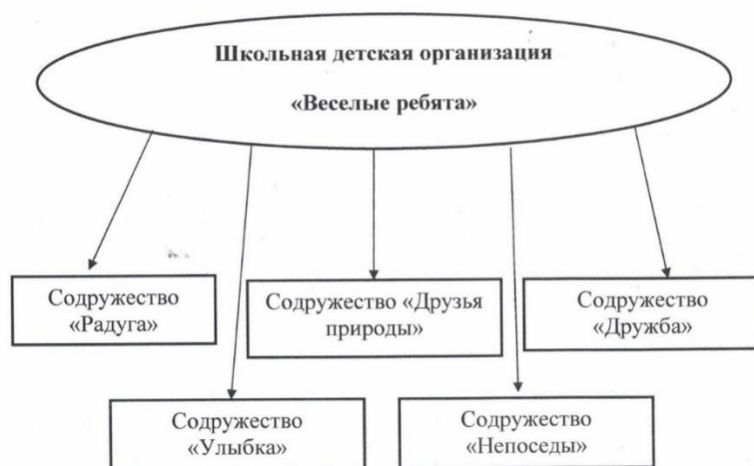 Школьная детская организация
«Веселые ребята»
Содружество
«Радуга»
Содружество «Друзья
природы»
Содружество
«Дружба»
Содружество
«Улыбка»
Содружество
«Непоседы»